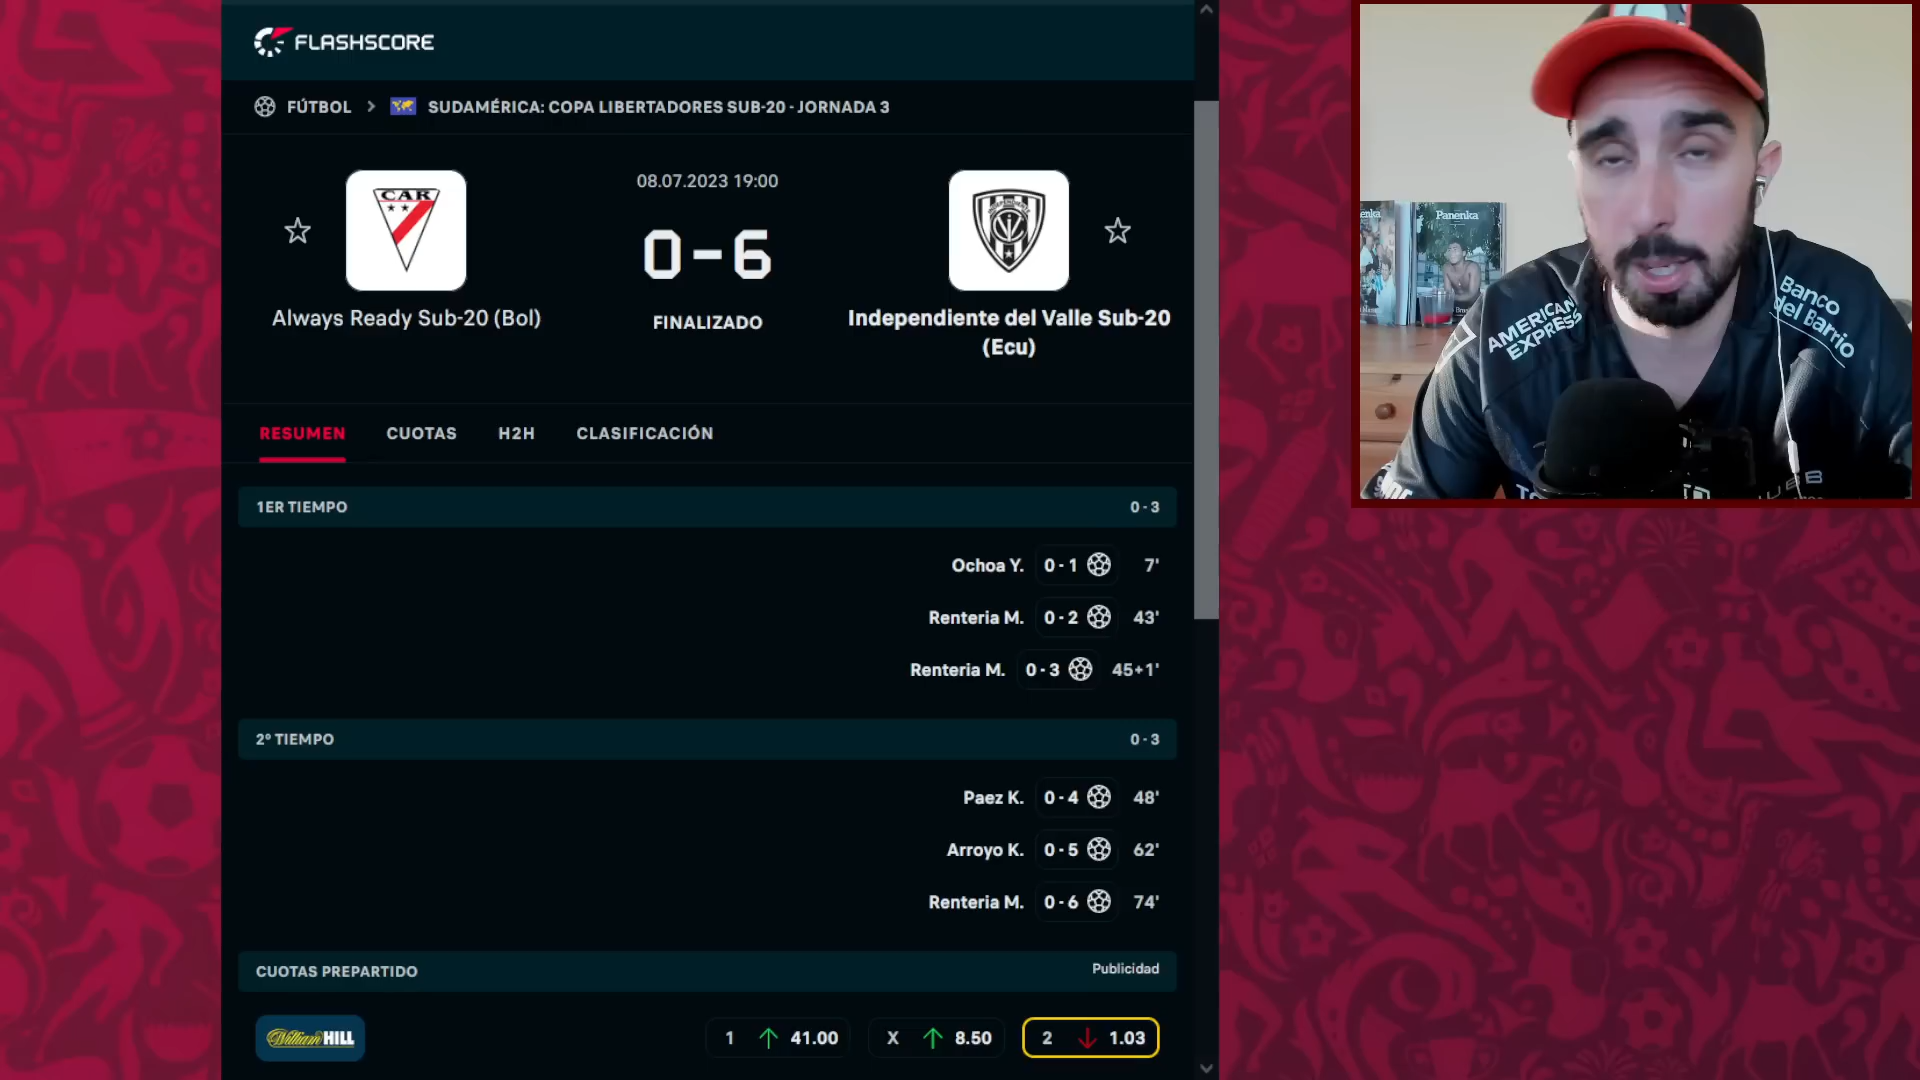 FLASHSCORE
FÚTBOL > SUDAMÉRICA: COPA LIBERTADORES SUB-20 - JORNADA 3
08.07.2023 19:00
CAR
INDEPENDIENTE
0 - 6
FINALIZADO
Always Ready Sub-20 (Bol)
Independiente del Valle Sub-20
(Ecu)
RESUMEN CUOTAS H2H CLASIFICACIÓN
1ER TIEMPO 0 - 3
Ochoa Y. 0 - 1 7'
Renteria M. 0 - 2 43'
Renteria M. 0 - 3 45+1'
2º TIEMPO 0 - 3
Paez K. 0 - 4 48'
Arroyo K. 0 - 5 62'
Renteria M. 0 - 6 74'
CUOTAS PREPARTIDO Publicidad
William HILL 1 41.00 X 8.50 2 1.03
enka
Panenka
AMERICAN
EXPRESS
Banco
del Barrio